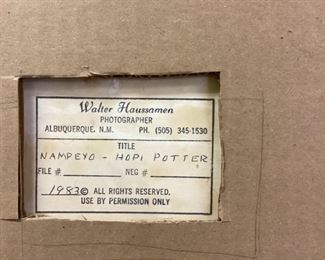 Walter Haussamen
PHOTOGRAPHER
ALBUQUERQUE, N.M. PH. (505) 345-1530
TITLE
NAMPEYO - HOPI POTTER
FILE # NEG #
1983 © ALL RIGHTS RESERVED.
USE BY PERMISSION ONLY